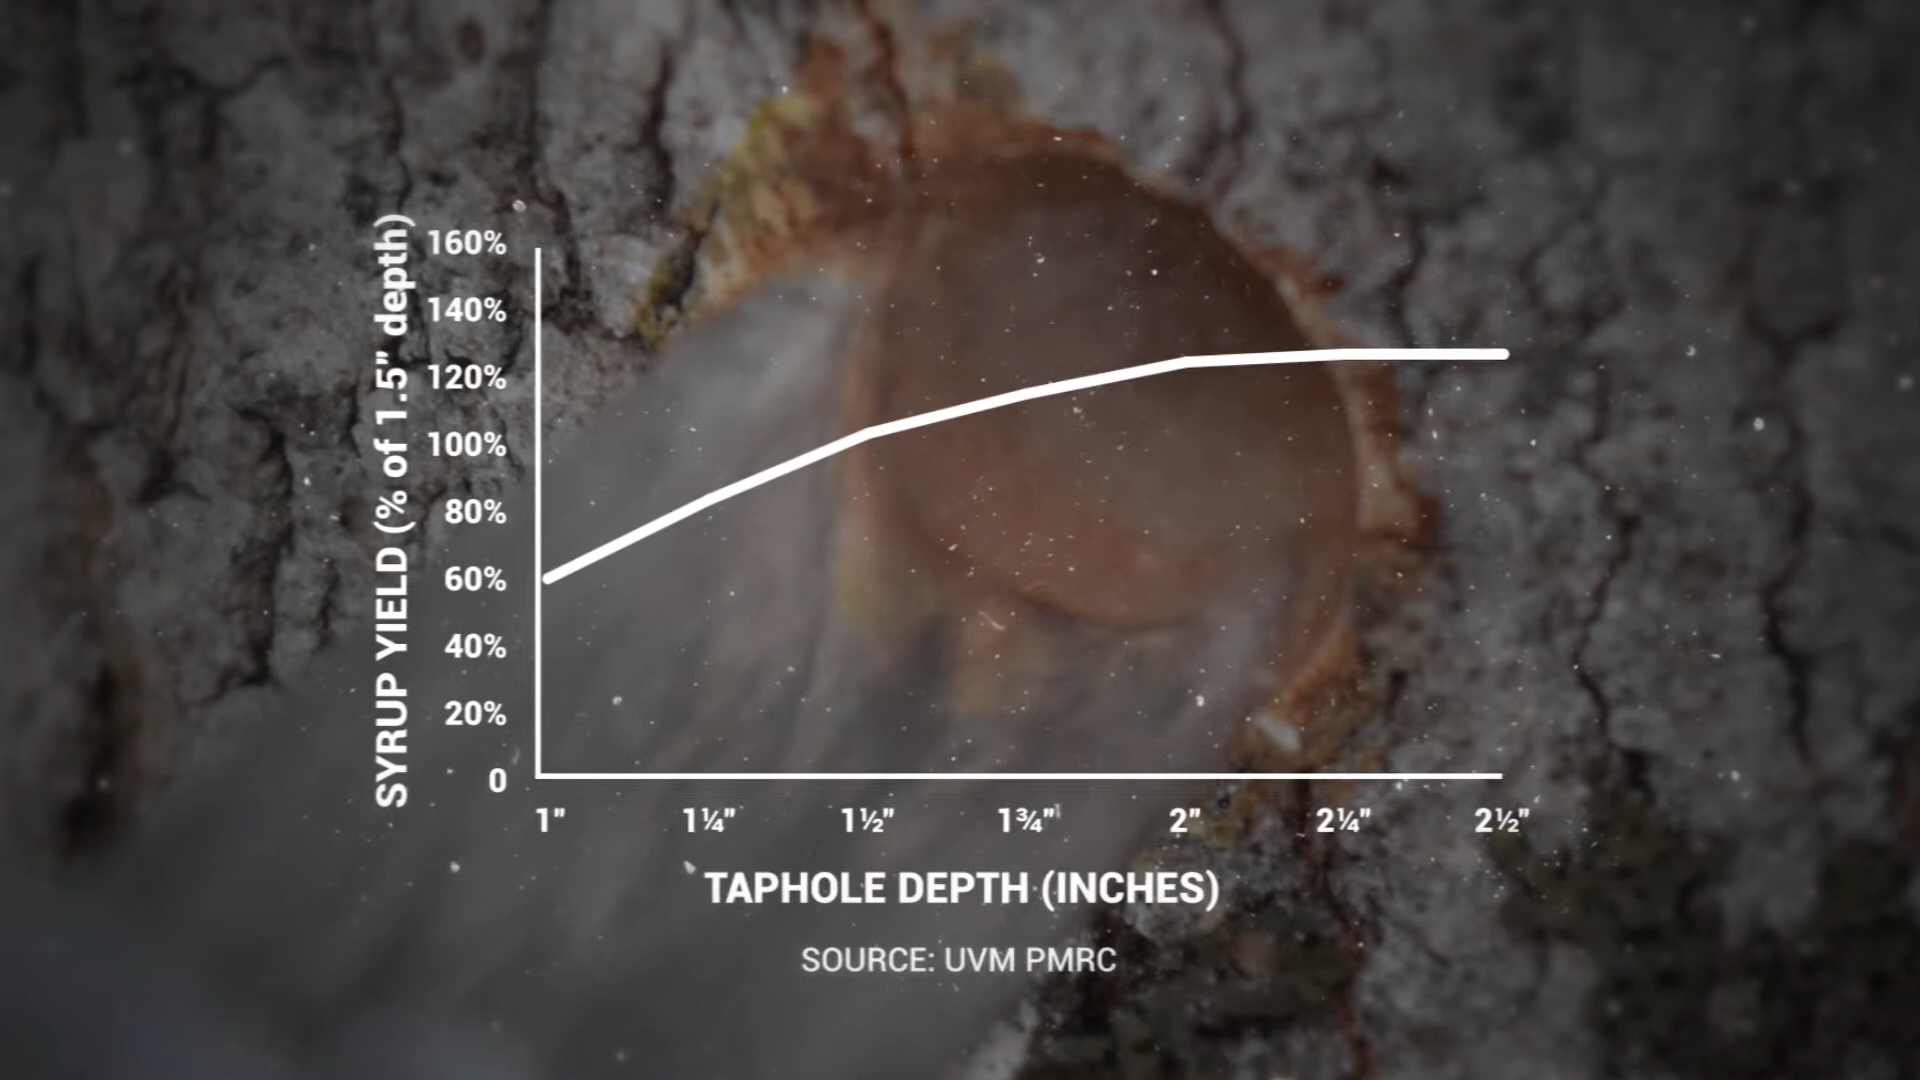 SYRUP YIELD (% of 1.5" depth)
160%
140%
120%
100%
80%
60%
40%
20%
0
1" 1¼" 1½" 1¾" 2" 2¼" 2½"
TAPHOLE DEPTH (INCHES)
SOURCE: UVM PMRC